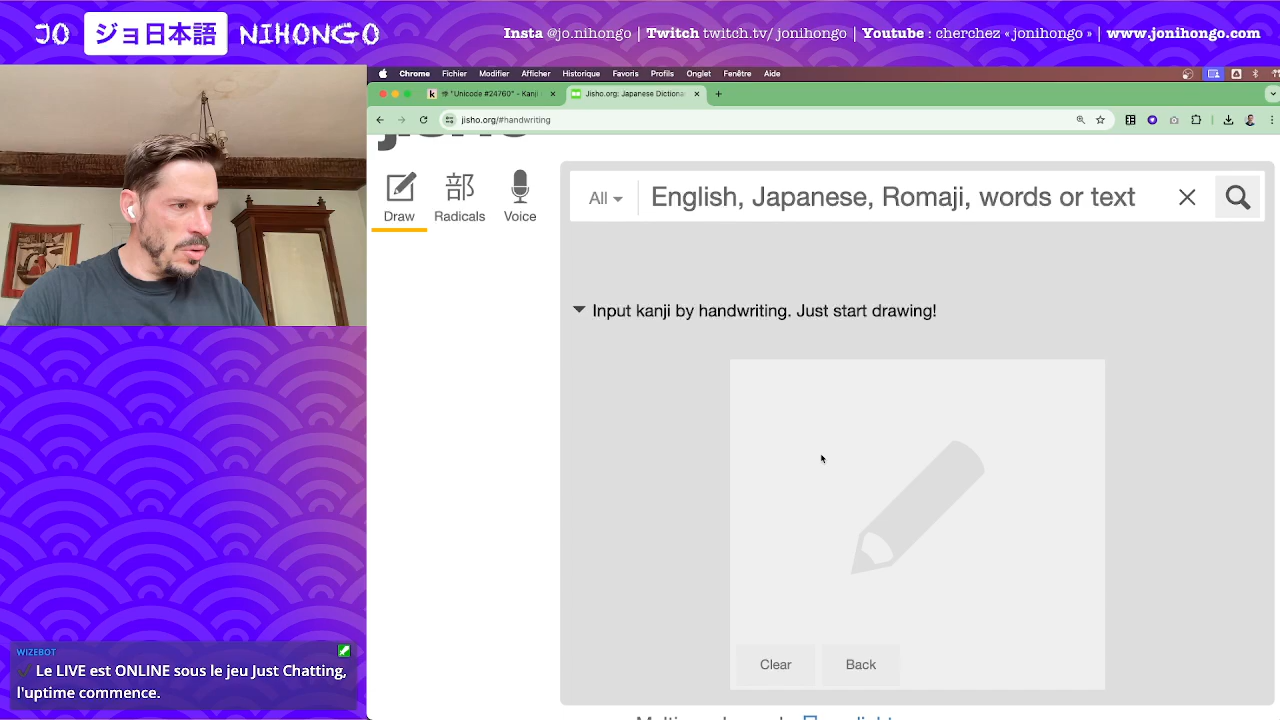 JO ジョ日本語 NIHONGO
Insta @jo.nihongo | Twitch twitch.tv/jonihongo | Youtube : cherchez «jonihongo » | www.jonihongo.com
Chrome Fichier Modifier Afficher Historique Favoris Profils Onglet Fenêtre Aide
"Unicode #24760" - Kanji
Jisho.org: Japanese Dictiona
jisho.org/#handwriting
jisho
Draw
部
Radicals
Voice
All
English, Japanese, Romaji, words or text
Input kanji by handwriting. Just start drawing!
Clear
Back
WIZEBOT
Le LIVE est ONLINE sous le jeu Just Chatting,
l'uptime commence.